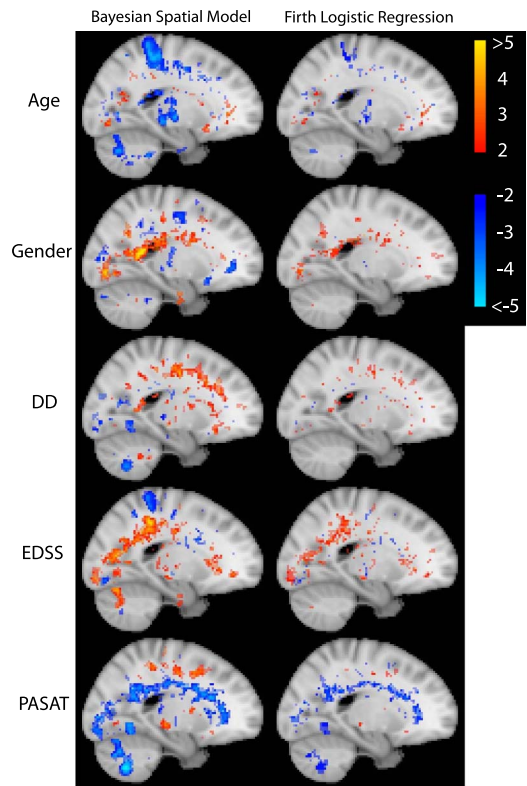 Bayesian Spatial Model Firth Logistic Regression
Age
>5
4
3
2
-2
-3
-4
<-5
Gender
DD
EDSS
PASAT